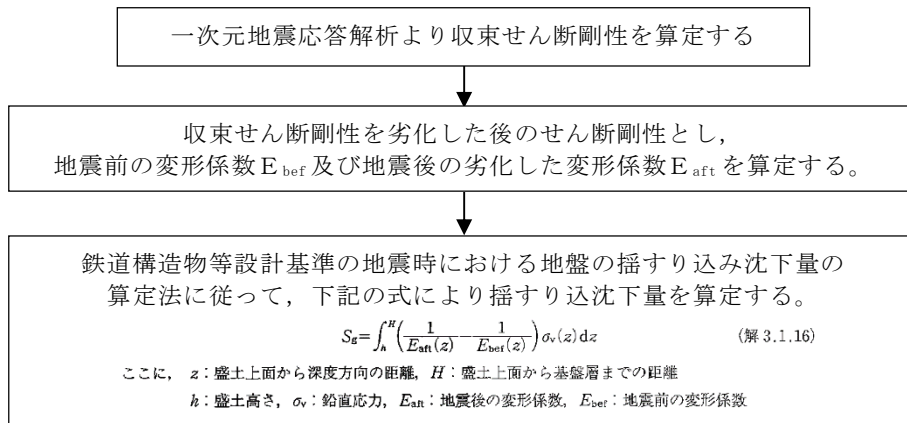 一次元地震応答解析より収束せん断剛性を算定する
収束せん断剛性を劣化した後のせん断剛性とし,
地震前の変形係数E bef 及び地震後の劣化した変形係数E aft を算定する。
鉄道構造物等設計基準の地震時における地盤の揺すり込み沈下量の
算定法に従って,下記の式により揺すり込沈下量を算定する。
S_g=∫_h^H(1/E_aft(z)−1/E_bef(z))σ_v(z)dz (解 3.1.16)
ここに, z:盛土上面から深度方向の距離, H:盛土上面から基盤層までの距離
h:盛土高さ, σ_v:鉛直応力, E_aft:地震後の変形係数, E_bef:地震前の変形係数